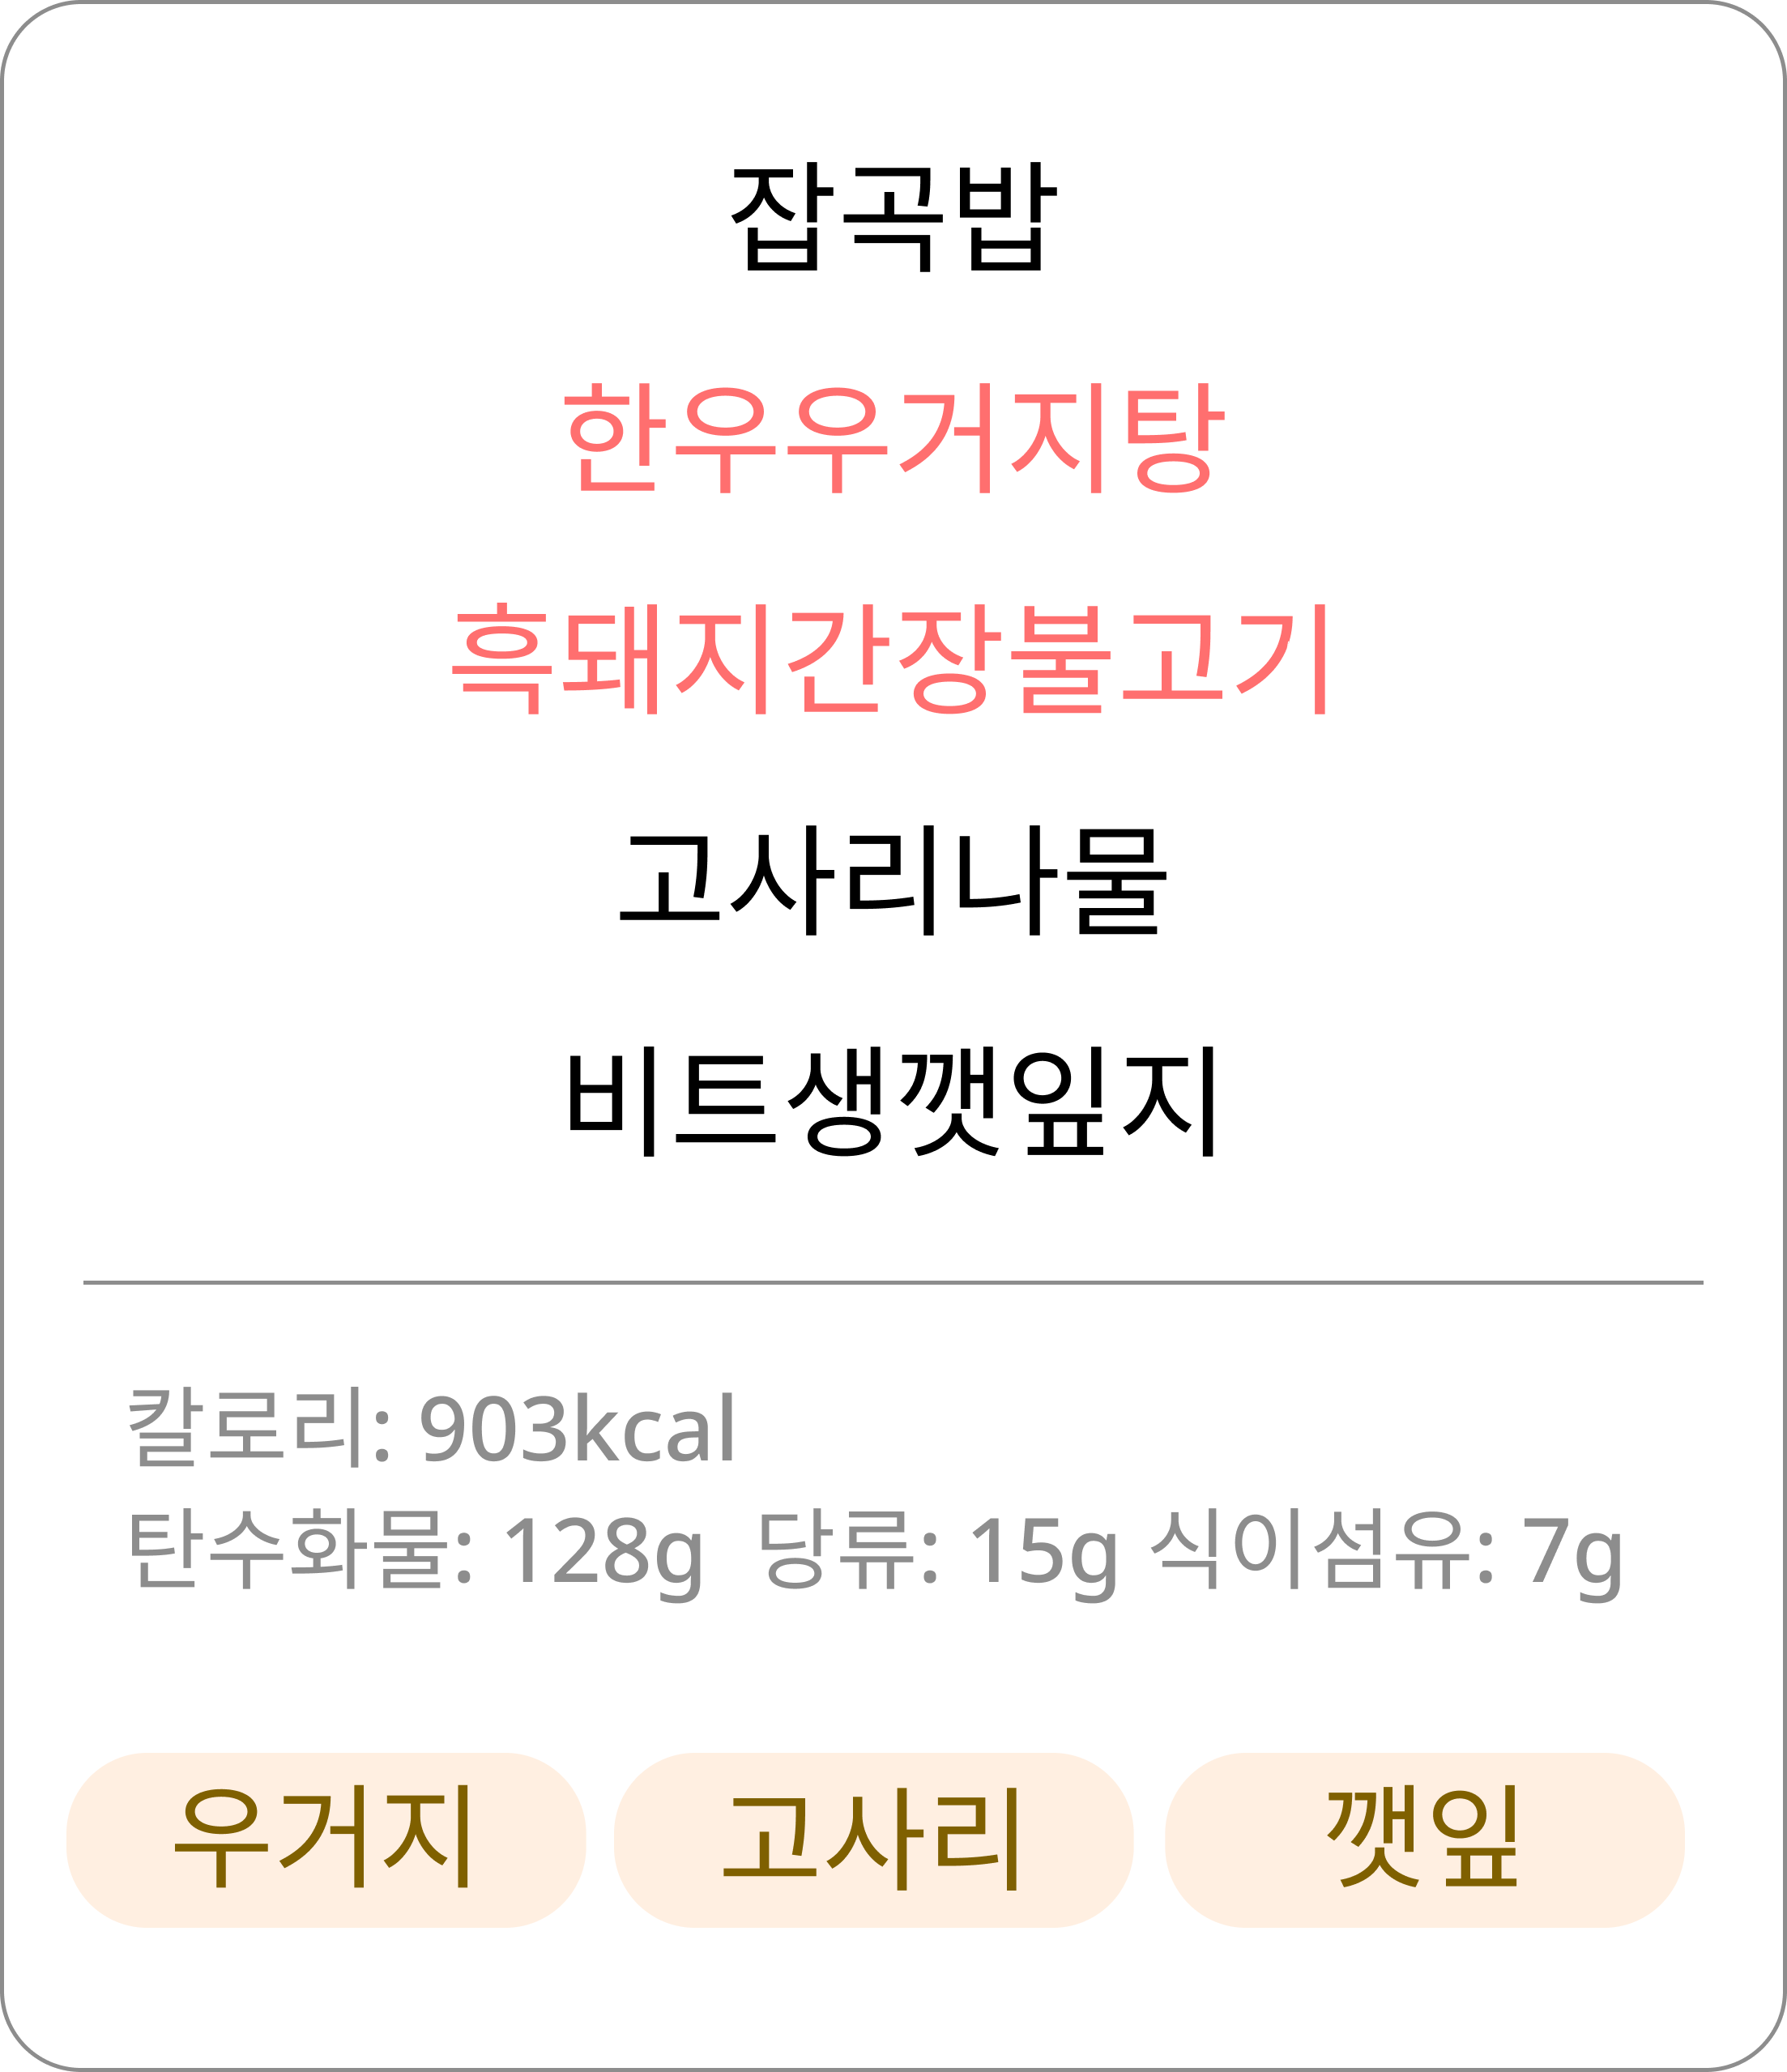 잡곡밥
한우우거지탕
흑돼지간장불고기
고사리나물
비트생깻잎지
칼로리: 903kcal
탄수화물: 128g 당류: 15g 식이섬유: 7g
우거지 고사리 깻잎